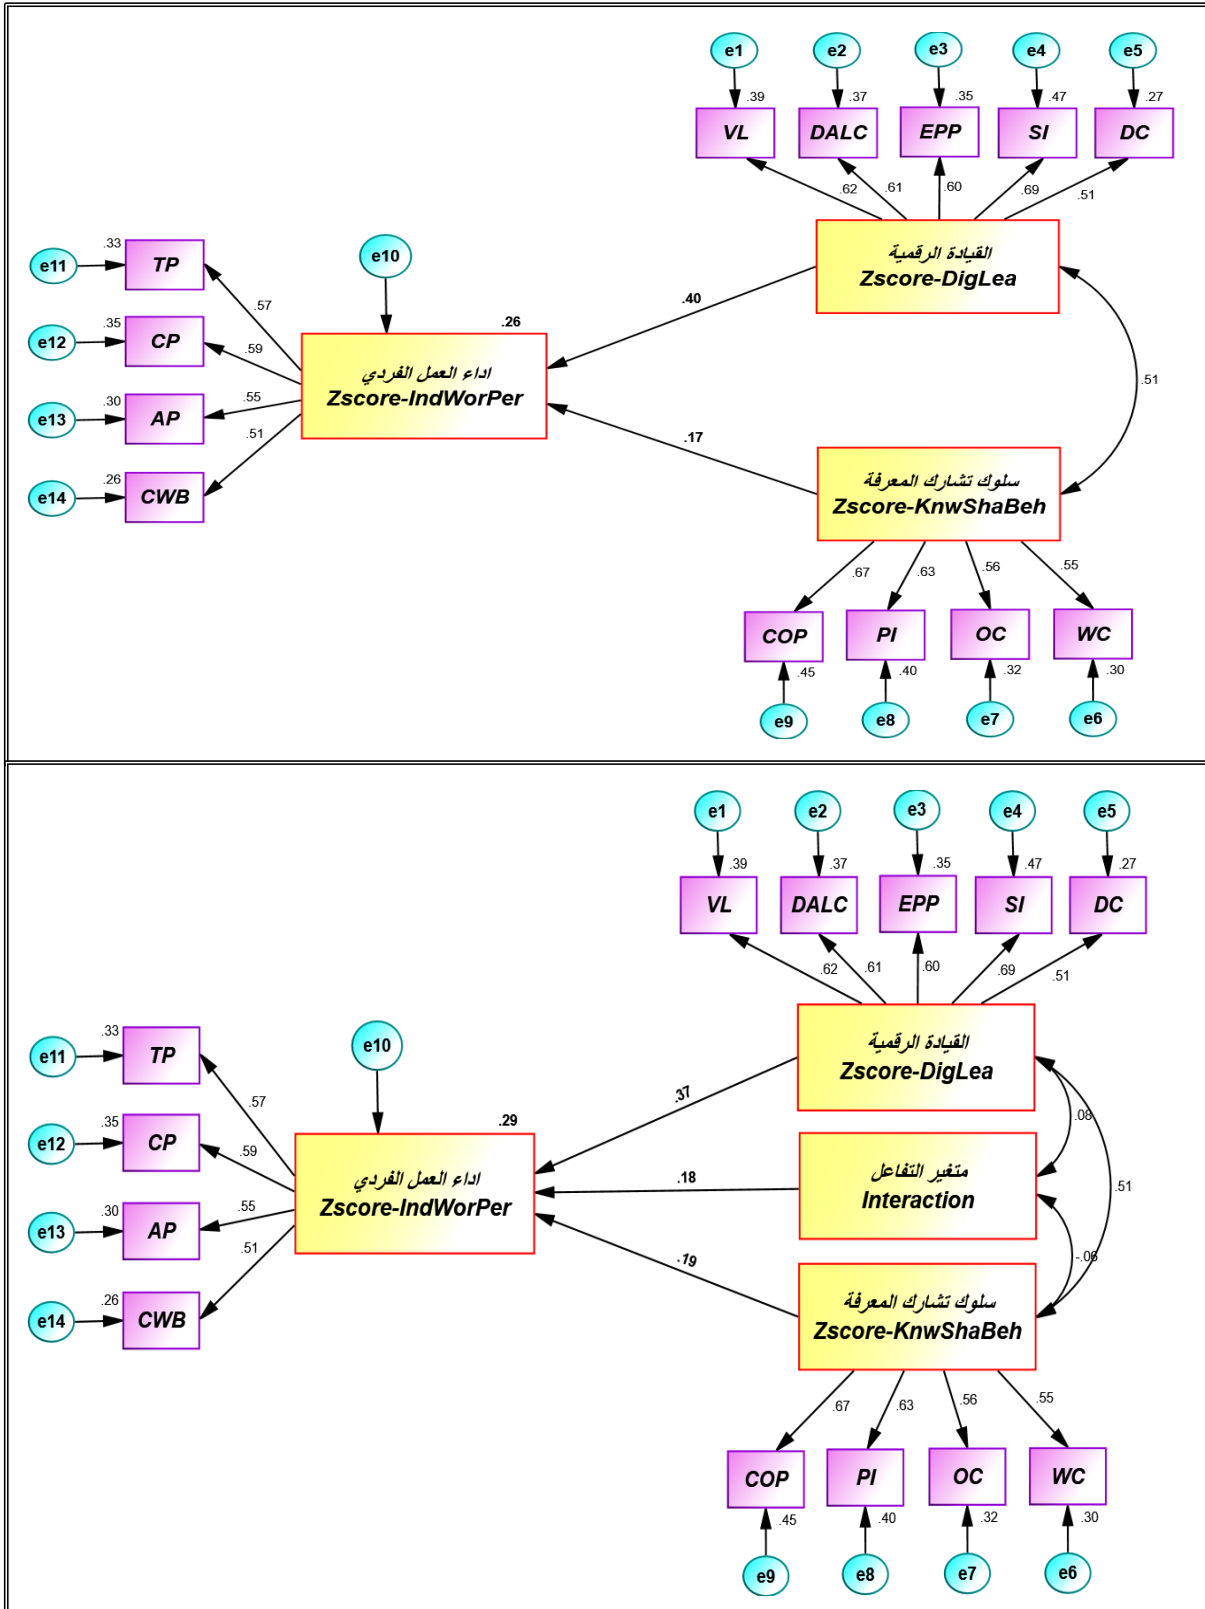 e1
e2
e3
e4
e5
.39
.37
.35
.47
.27
VL
DALC
EPP
SI
DC
.62
.61
.60
.69
.51
القيادة الرقمية
Zscore-DigLea
e10
e11
.33
TP
.57
e12
.35
CP
.59
e13
.30
AP
.55
e14
.26
CWB
.51
.26
اداء العمل الفردي
Zscore-IndWorPer
.40
.17
.51
سلوك تشارك المعرفة
Zscore-KnwShaBeh
.67
.63
.56
.55
COP
PI
OC
WC
.45
.40
.32
.30
e9
e8
e7
e6
e1
e2
e3
e4
e5
.39
.37
.35
.47
.27
VL
DALC
EPP
SI
DC
.62
.61
.60
.69
.51
القيادة الرقمية
Zscore-DigLea
e10
e11
.33
TP
.57
e12
.35
CP
.59
e13
.30
AP
.55
e14
.26
CWB
.51
.29
اداء العمل الفردي
Zscore-IndWorPer
.37
.18
.19
.08
.51
-.06
متغير التفاعل
Interaction
سلوك تشارك المعرفة
Zscore-KnwShaBeh
.67
.63
.56
.55
COP
PI
OC
WC
.45
.40
.32
.30
e9
e8
e7
e6